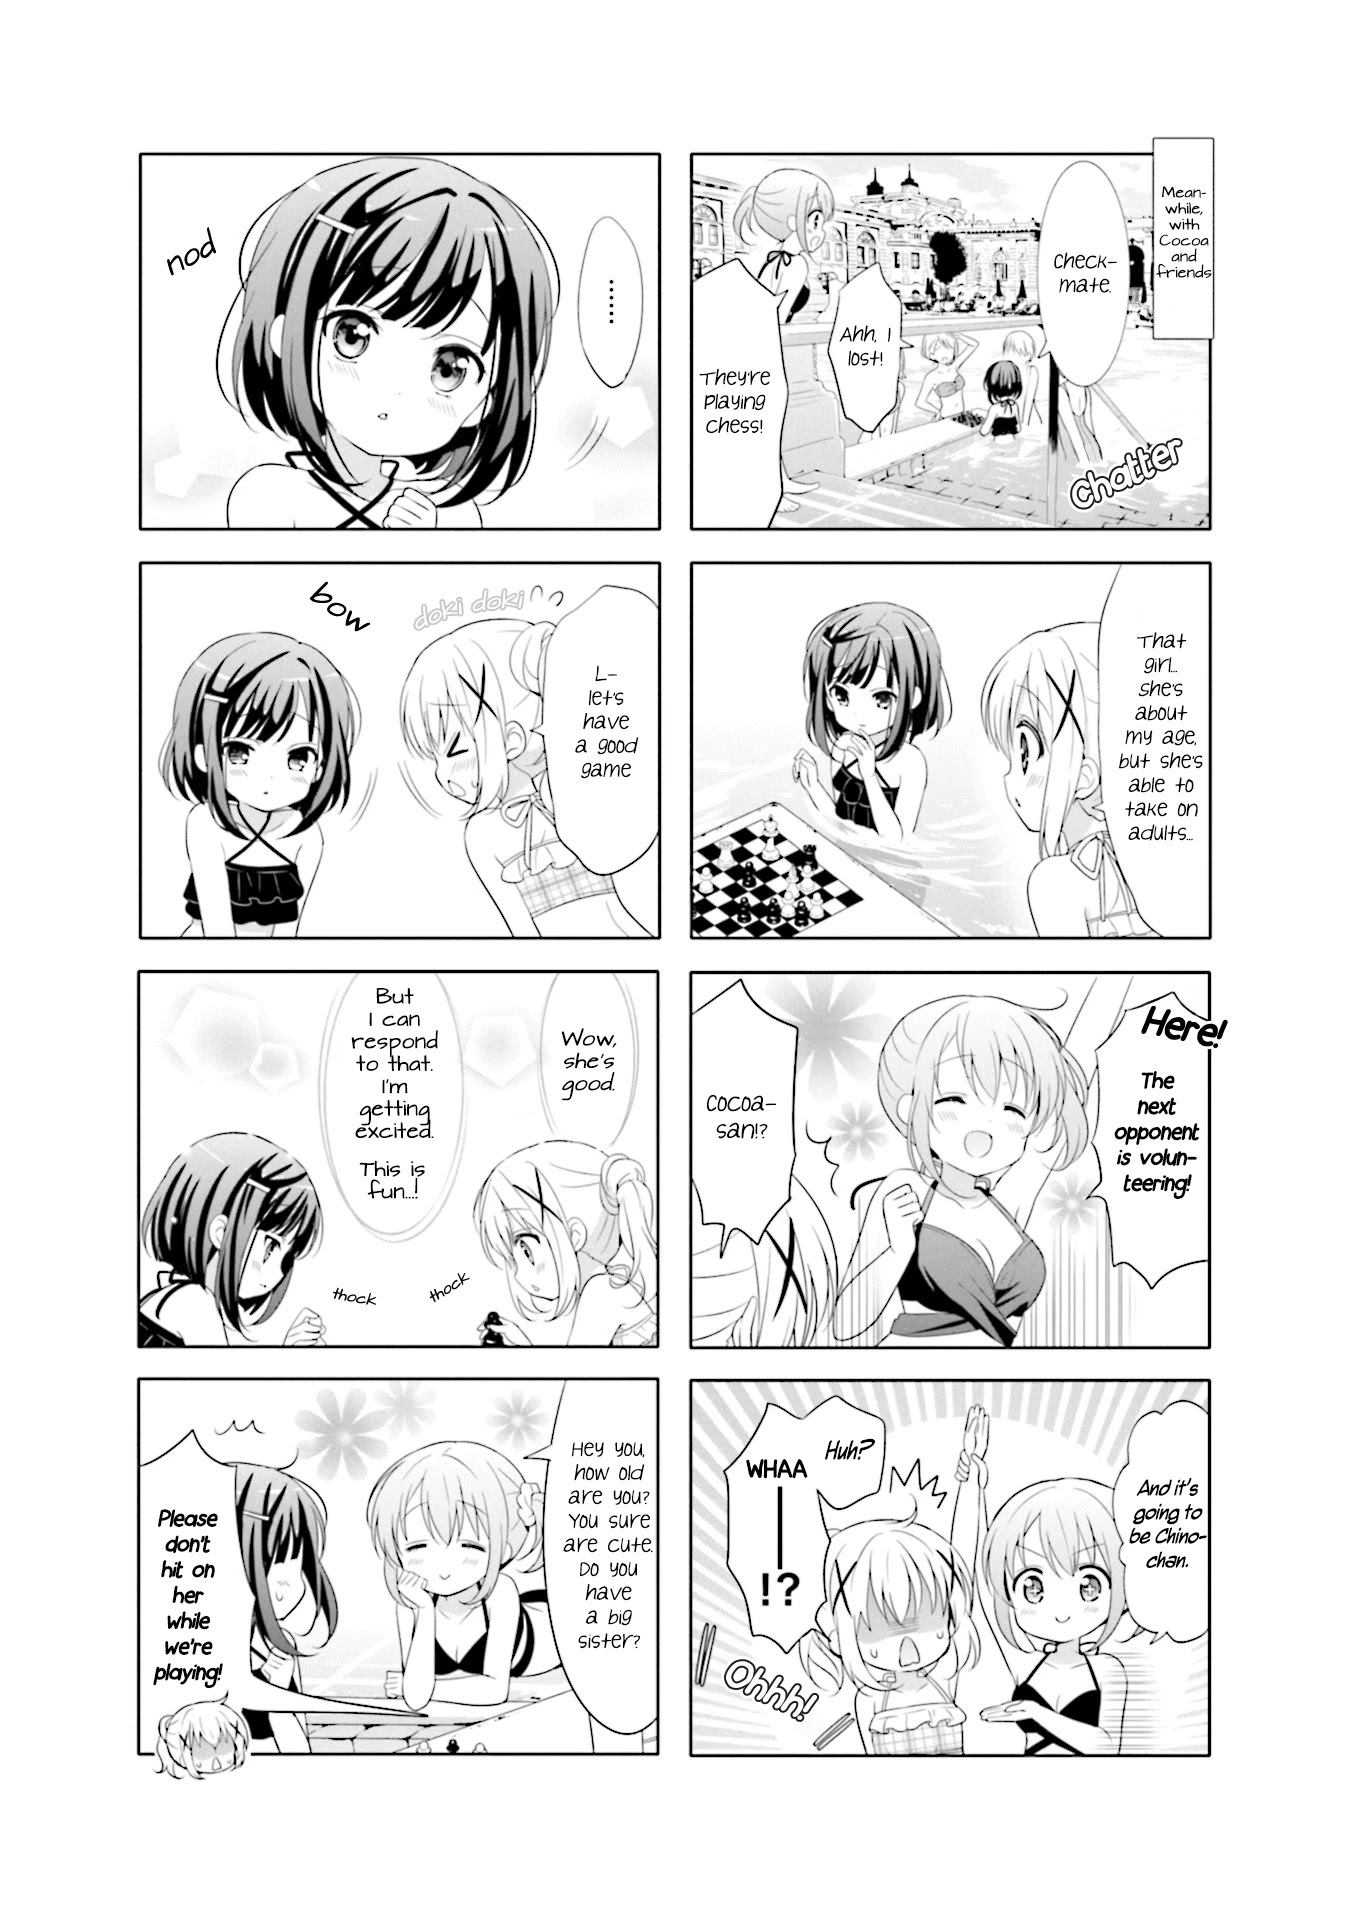 Mean-
while,
with
Cocoa
and
friends
Check-
mate.
Ahh, I
lost!
They're
playing
chess!
Chatter
That
girl...
she's
about
my age,
but she's
able to
take on
adults...
Here!
The
next
opponent
is volun-
teering!
Cocoa-
san!?
And it's
going to
be Chino-
chan.
Huh?
WHAA
!?
Ohhh!
......
nod
L-
let's
have
a good
game
doki doki
bow
Wow,
she's
good.
But
I can
respond
to that.
I'm
getting
excited.
This is
fun...!
thock
thock
Hey you,
how old
are you?
You sure
are cute.
Do you
have
a big
sister?
Please
don't
hit on
her
while
we're
playing!